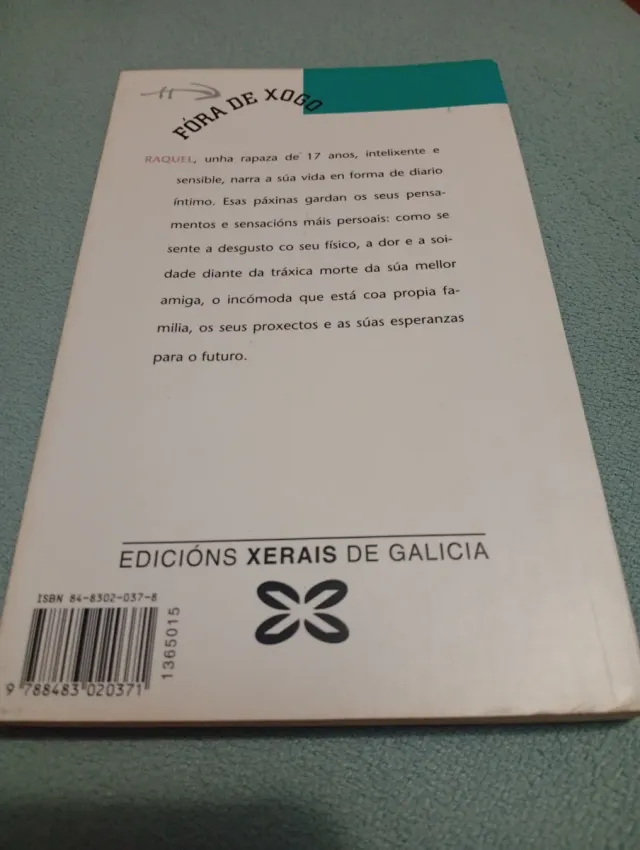 FÓRA DE XOGO
RAQUEL, unha rapaza de 17 anos, intelixente e
sensible, narra a súa vida en forma de diario
íntimo. Esas páxinas gardan os seus pensa-
mentos e sensacións máis persoais: como se
sente a desgusto co seu físico, a dor e a soi-
dade diante da tráxica morte da súa mellor
amiga, o incómoda que está coa propia fa-
milia, os seus proxectos e as súas esperanzas
para o futuro.
EDICIÓNS XERAIS DE GALICIA
ISBN 84-8302-037-8
1365015
9 788483 020371